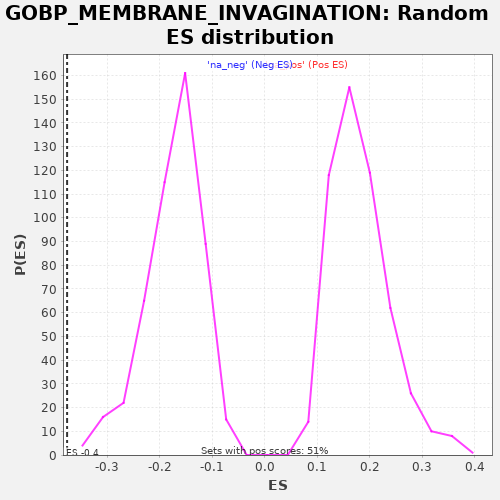 GOBP_MEMBRANE_INVAGINATION: Random
ES distribution
'na_neg' (Neg ES) os' (Pos ES)
160
150
140
130
120
110
100
90
80
70
60
50
40
30
20
10
0
P(ES)
ES -0.4
Sets with pos scores: 51%
-0.3 -0.2 -0.1 0.0 0.1 0.2 0.3 0.4
ES